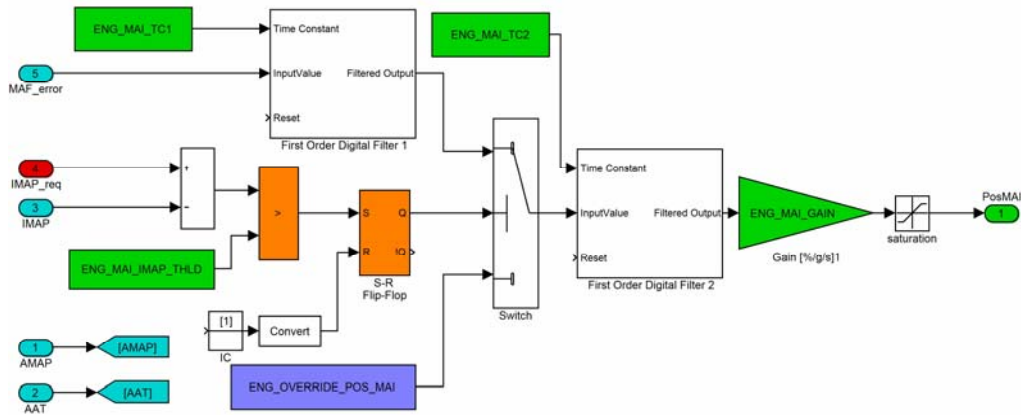 ENG_MAI_TC1
Time Constant
5
MAF_error
InputValue
Filtered Output
Reset
First Order Digital Filter 1
ENG_MAI_TC2
4
IMAP_req
3
IMAP
+
−
>
ENG_MAI_IMAP_THLD
S
Q
R
!Q
S-R
Flip-Flop
[1]
IC
Convert
Switch
Time Constant
InputValue
Filtered Output
Reset
First Order Digital Filter 2
ENG_MAI_GAIN
Gain [%/g/s]1
saturation
PosMAI
1
1
AMAP
[AMAP]
2
AAT
[AAT]
ENG_OVERRIDE_POS_MAI